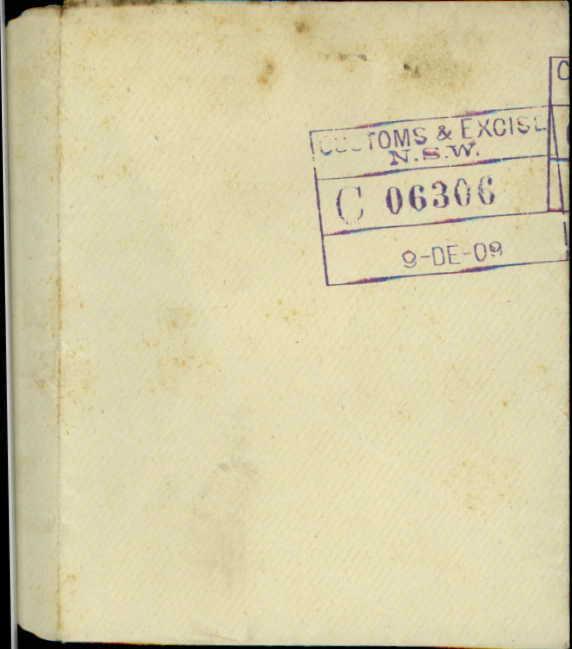 CUSTOMS & EXCISE
N.S.W.
C 06306
9-DE-09